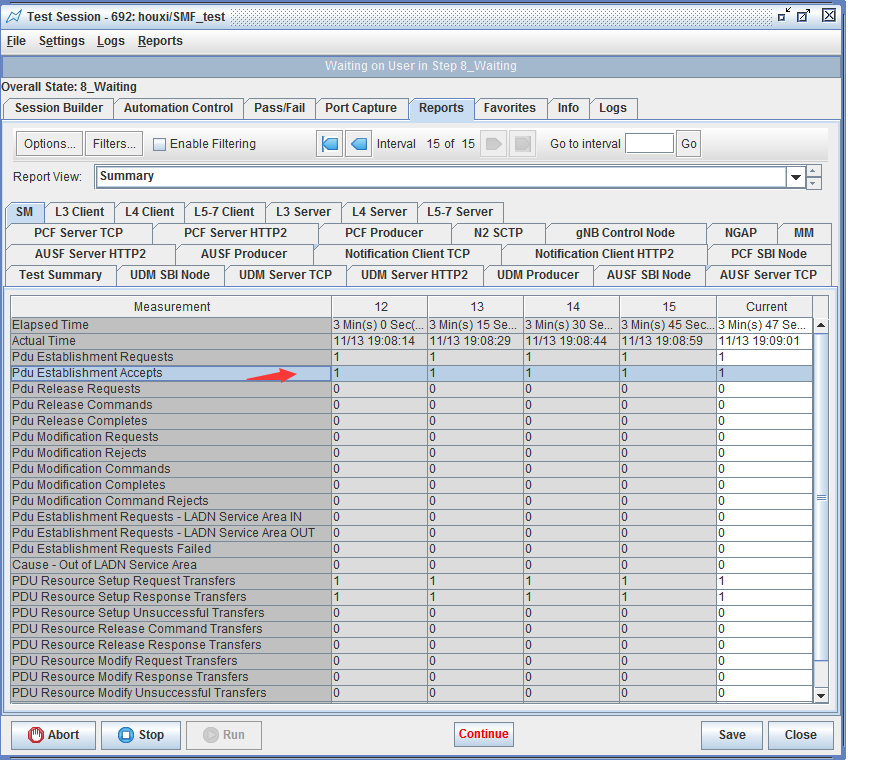 Test Session - 692: houxi/SMF_test
File Settings Logs Reports
Waiting on User in Step 8_Waiting
Overall State: 8_Waiting
Session Builder Automation Control Pass/Fail Port Capture Reports Favorites Info Logs
Options... Filters... Enable Filtering Interval 15 of 15 Go to interval Go
Report View: Summary
SM L3 Client L4 Client L5-7 Client L3 Server L4 Server L5-7 Server
PCF Server TCP PCF Server HTTP2 PCF Producer N2 SCTP gNB Control Node NGAP MM
AUSF Server HTTP2 AUSF Producer Notification Client TCP Notification Client HTTP2 PCF SBI Node
Test Summary UDM SBI Node UDM Server TCP UDM Server HTTP2 UDM Producer AUSF SBI Node AUSF Server TCP
Measurement 12 13 14 15 Current
Elapsed Time 3 Min(s) 0 Sec(... 3 Min(s) 15 Se... 3 Min(s) 30 Se... 3 Min(s) 45 Sec... 3 Min(s) 47 Se...
Actual Time 11/13 19:08:14 11/13 19:08:29 11/13 19:08:44 11/13 19:08:59 11/13 19:09:01
Pdu Establishment Requests 1 1 1 1 1
Pdu Establishment Accepts 1 1 1 1 1
Pdu Release Requests 0 0 0 0 0
Pdu Release Commands 0 0 0 0 0
Pdu Release Completes 0 0 0 0 0
Pdu Modification Requests 0 0 0 0 0
Pdu Modification Rejects 0 0 0 0 0
Pdu Modification Commands 0 0 0 0 0
Pdu Modification Completes 0 0 0 0 0
Pdu Modification Command Rejects 0 0 0 0 0
Pdu Establishment Requests - LADN Service Area IN 0 0 0 0 0
Pdu Establishment Requests - LADN Service Area OUT 0 0 0 0 0
Pdu Establishment Requests Failed 0 0 0 0 0
Cause - Out of LADN Service Area 0 0 0 0 0
PDU Resource Setup Request Transfers 1 1 1 1 1
PDU Resource Setup Response Transfers 1 1 1 1 1
PDU Resource Setup Unsuccessful Transfers 0 0 0 0 0
PDU Resource Release Command Transfers 0 0 0 0 0
PDU Resource Release Response Transfers 0 0 0 0 0
PDU Resource Modify Request Transfers 0 0 0 0 0
PDU Resource Modify Response Transfers 0 0 0 0 0
PDU Resource Modify Unsuccessful Transfers 0 0 0 0 0
Abort Stop Run Continue Save Close